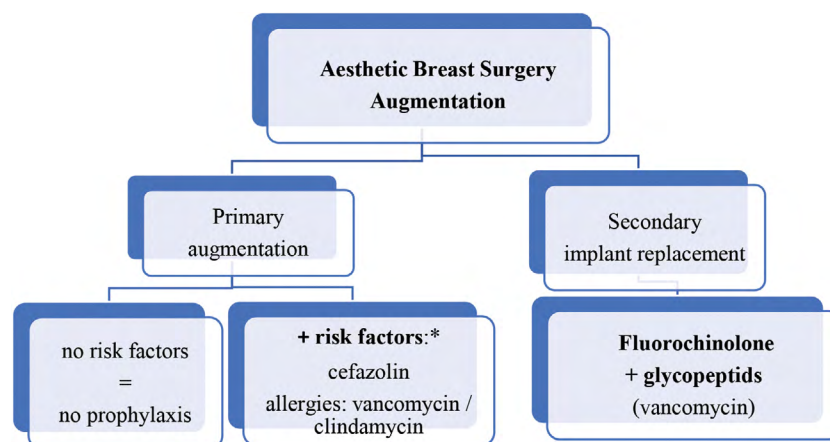 Aesthetic Breast Surgery
Augmentation
Primary
augmentation
Secondary
implant replacement
no risk factors
=
no prophylaxis
+ risk factors:*
cefazolin
allergies: vancomycin /
clindamycin
Fluorochinolone
+ glycopeptids
(vancomycin)